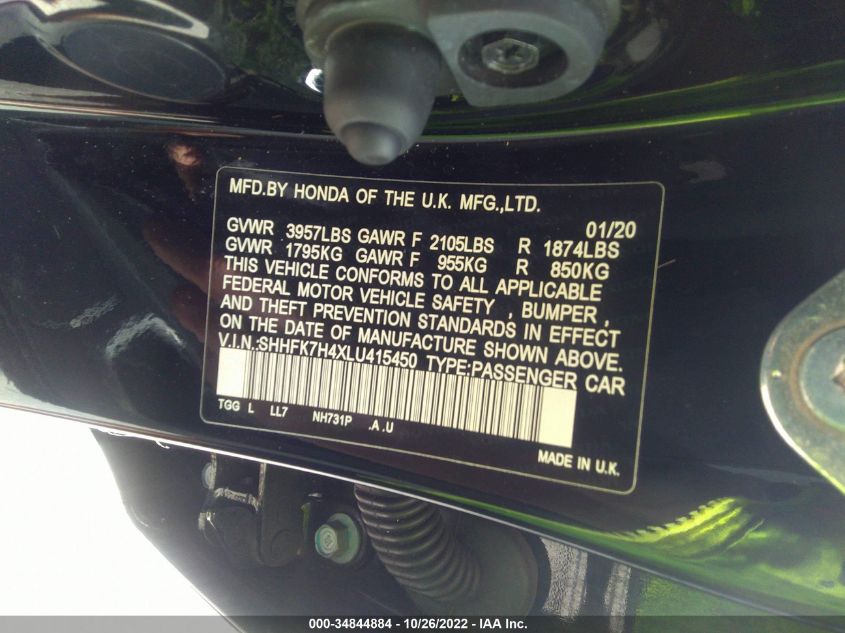 MFD.BY HONDA OF THE U.K. MFG.,LTD.
01/20
GVWR 3957LBS GAWR F 2105LBS R 1874LBS
GVWR 1795KG GAWR F 955KG R 850KG
THIS VEHICLE CONFORMS TO ALL APPLICABLE
FEDERAL MOTOR VEHICLE SAFETY , BUMPER ,
AND THEFT PREVENTION STANDARDS IN EFFECT
ON THE DATE OF MANUFACTURE SHOWN ABOVE.
V.I.N.:SHHFK7H4XLU415450 TYPE:PASSENGER CAR
TGG L LL7 NH731P .A .U
MADE IN U.K.
000-34844884 - 10/26/2022 - IAA Inc.